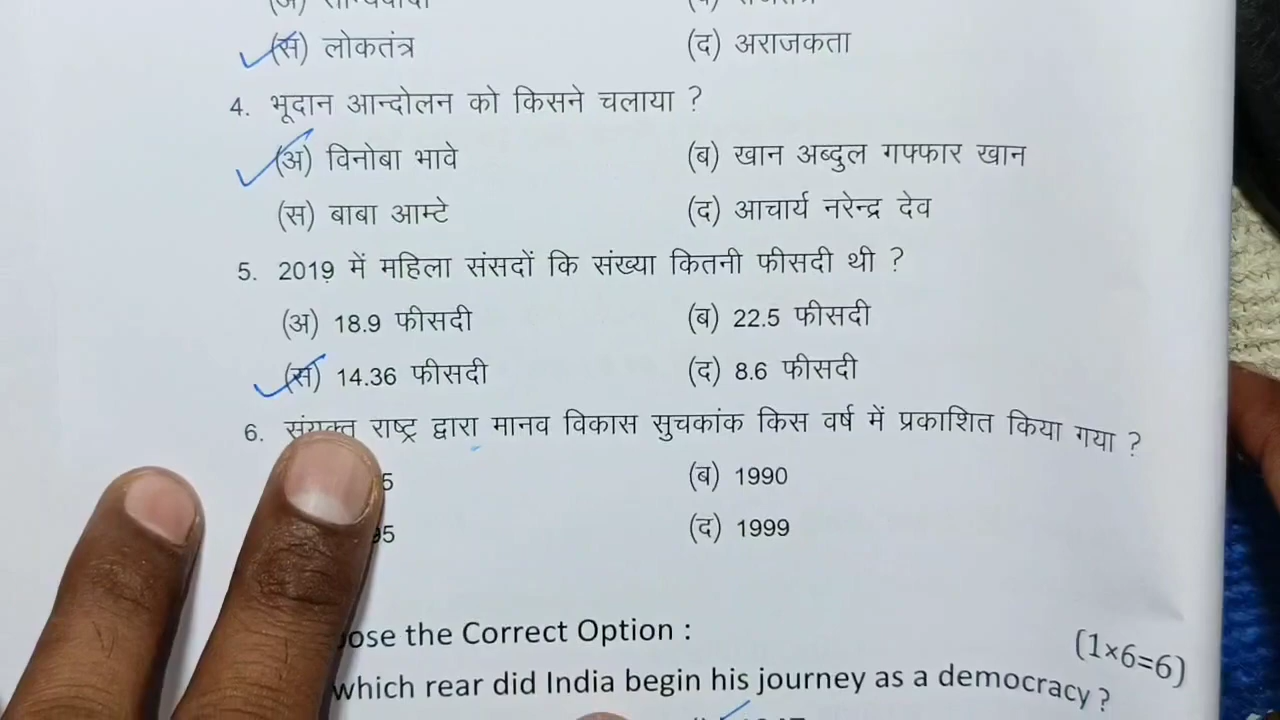 (स) लोकतंत्र (द) अराजकता
4. भूदान आन्दोलन को किसने चलाया ?
(अ) विनोबा भावे (ब) खान अब्दुल गफ्फार खान
(स) बाबा आम्टे (द) आचार्य नरेन्द्र देव
5. 2019 में महिला संसदों कि संख्या कितनी फीसदी थी ?
(अ) 18.9 फीसदी (ब) 22.5 फीसदी
(स) 14.36 फीसदी (द) 8.6 फीसदी
6. संयुक्त राष्ट्र द्वारा मानव विकास सुचकांक किस वर्ष में प्रकाशित किया गया ?
(ब) 1990
(द) 1999
the Correct Option : (1×6=6)
which rear did India begin his journey as a democracy ?